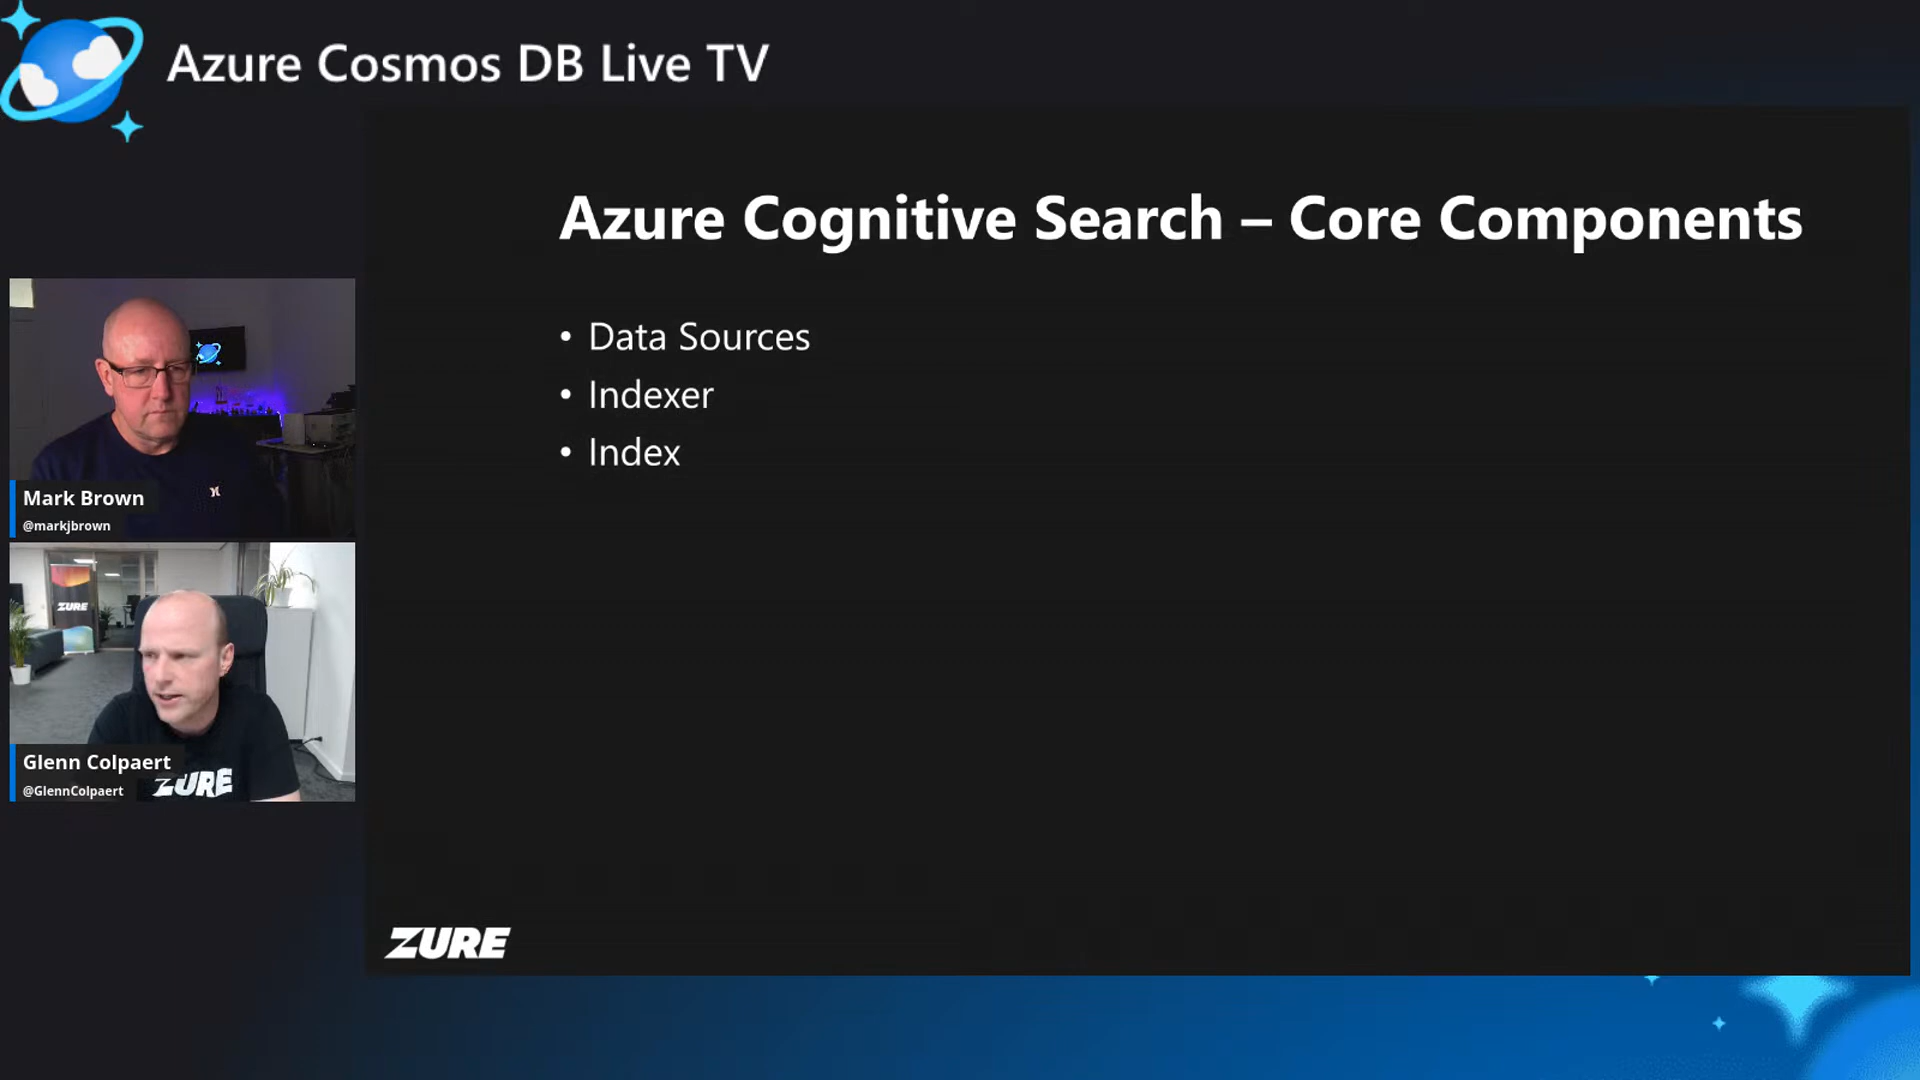 Azure Cosmos DB Live TV
Azure Cognitive Search – Core Components
• Data Sources
• Indexer
• Index
ZURE
Mark Brown
@markjbrown
ZURE
Glenn Colpaert
@GlennColpaert
ZURE